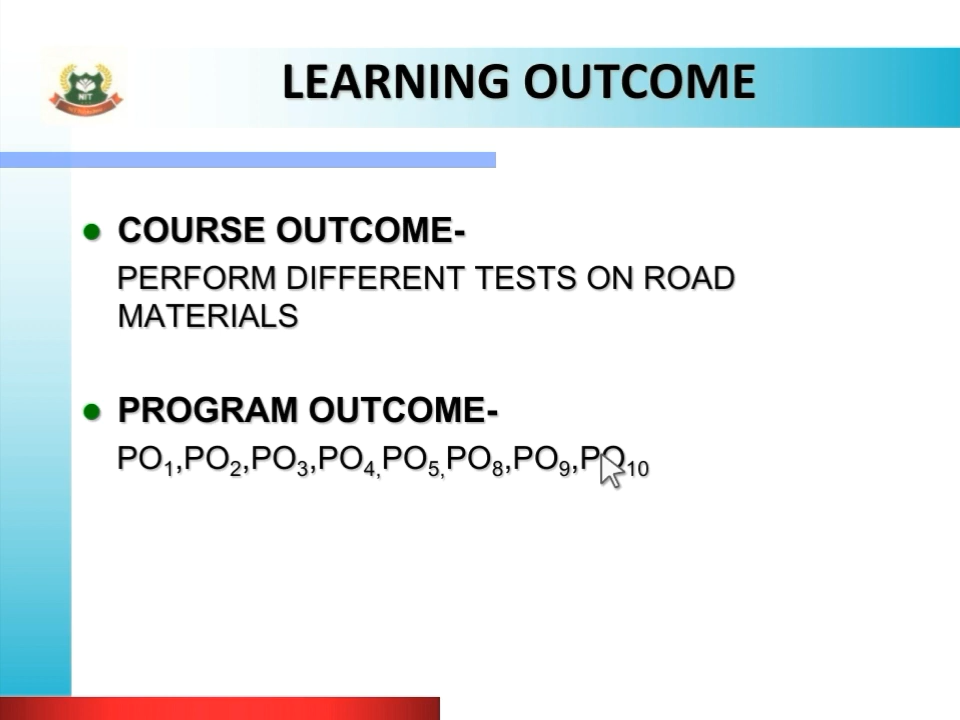 NIT
LEARNING OUTCOME
COURSE OUTCOME-
PERFORM DIFFERENT TESTS ON ROAD
MATERIALS
PROGRAM OUTCOME-
PO1,PO2,PO3,PO4,PO5,PO8,PO9,PO10